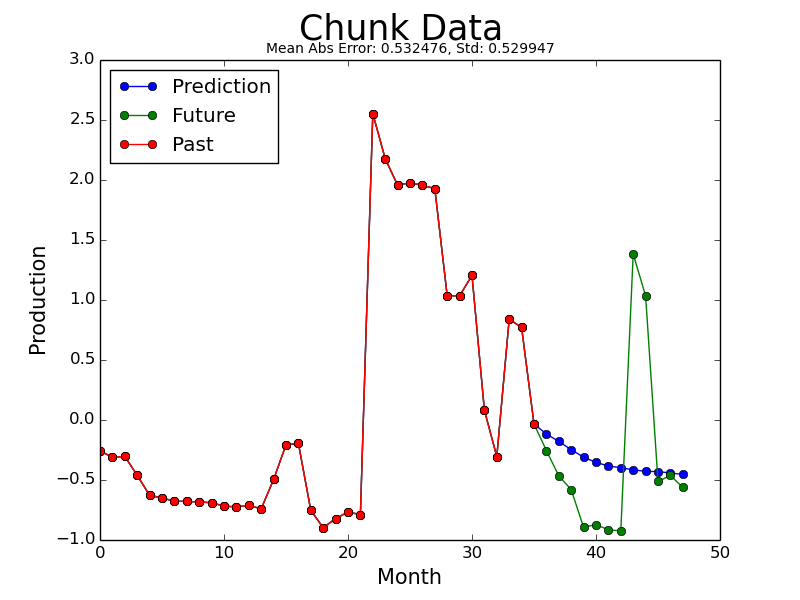 Chunk Data
Mean Abs Error: 0.532476, Std: 0.529947
3.0
2.5
2.0
1.5
1.0
0.5
0.0
−0.5
−1.0
Production
Prediction
Future
Past
0 10 20 30 40 50
Month